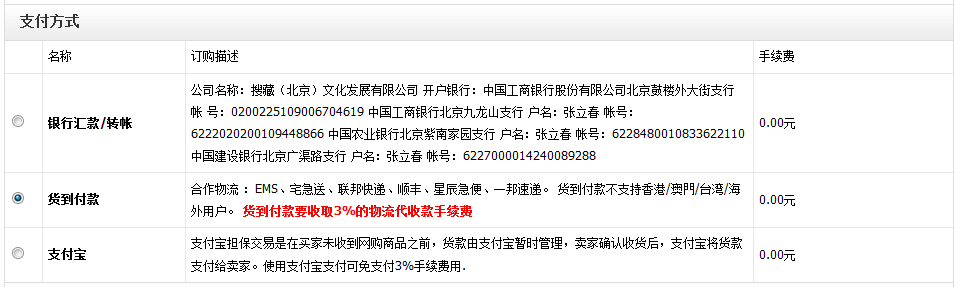 支付方式
名称 订购描述 手续费
公司名称：搜藏（北京）文化发展有限公司 开户银行：中国工商银行股份有限公司北京鼓楼外大街支行
帐 号：0200225109006704619 中国工商银行北京九龙山支行 户名：张立春 帐号：
银行汇款/转帐 6222020200109448866 中国农业银行北京紫南家园支行 户名：张立春 帐号：6228480010833622110 0.00元
中国建设银行北京广渠路支行 户名：张立春 帐号：6227000014240089288
合作物流 ：EMS、宅急送、联邦快递、顺丰、星辰急便、一邦速递。 货到付款不支持香港/澳門/台湾/海
货到付款 外用户。 货到付款要收取3%的物流代收款手续费 0.00元
支付宝担保交易是在买家未收到网购商品之前，货款由支付宝暂时管理，卖家确认收货后，支付宝将货款
支付宝 支付给卖家。使用支付宝支付可免支付3%手续费用. 0.00元